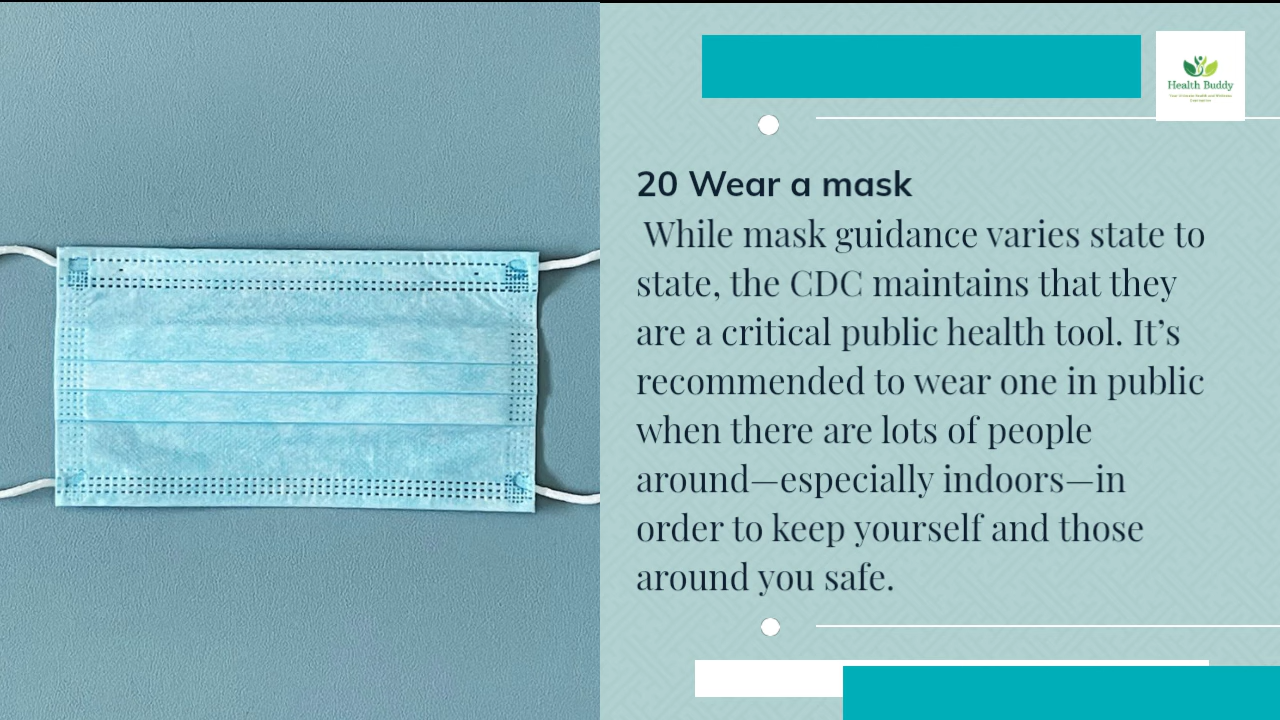 Health Buddy
20 Wear a mask
While mask guidance varies state to
state, the CDC maintains that they
are a critical public health tool. It’s
recommended to wear one in public
when there are lots of people
around—especially indoors—in
order to keep yourself and those
around you safe.